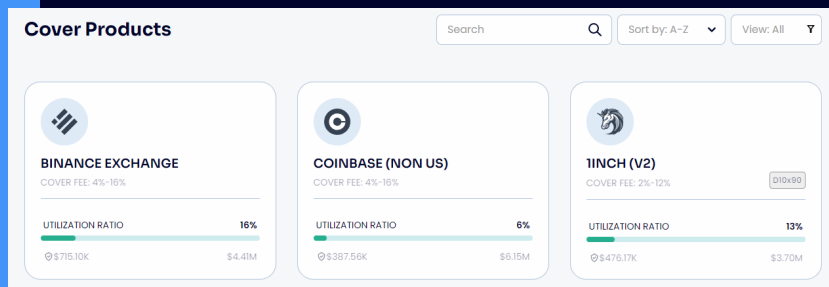 Cover Products
Search
Sort by: A-Z
View: All
BINANCE EXCHANGE
COVER FEE: 4%-16%
UTILIZATION RATIO 16%
$715.10K $4.41M
COINBASE (NON US)
COVER FEE: 4%-16%
UTILIZATION RATIO 6%
$387.56K $6.15M
1INCH (V2)
COVER FEE: 2%-12%
D10x90
UTILIZATION RATIO 13%
$476.17K $3.70M